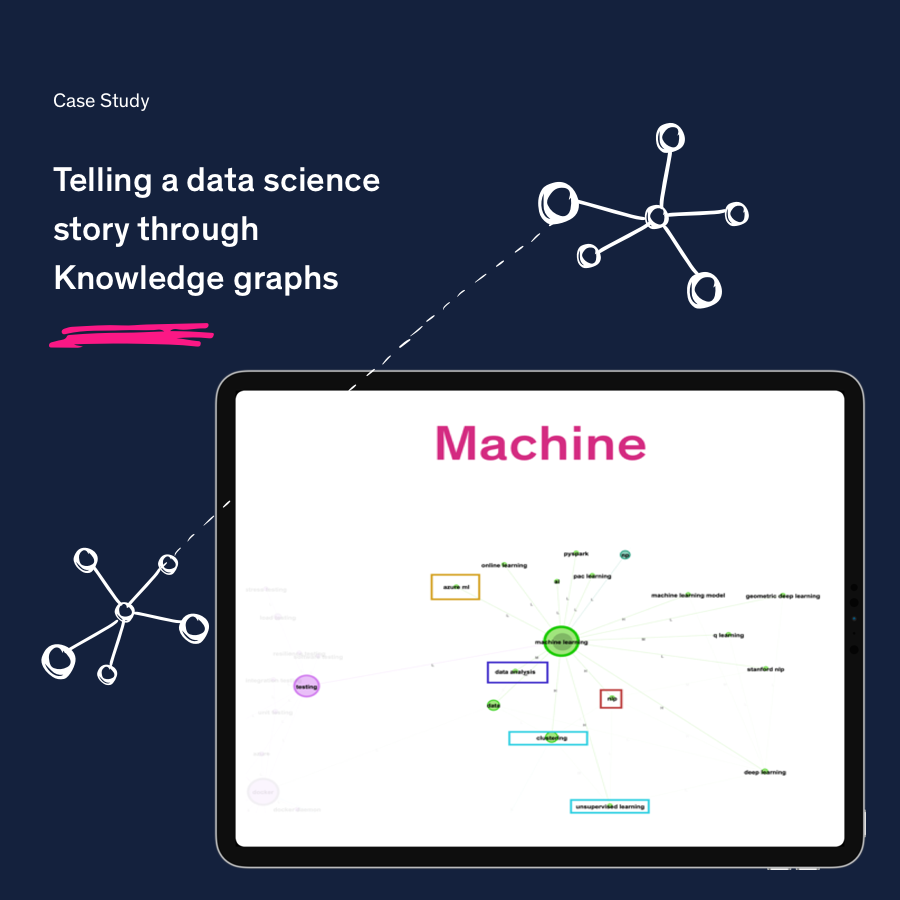 Case Study
Telling a data science
story through
Knowledge graphs
Machine
pyspark
online learning
ai
pac learning
azure ml
machine learning model
geometric deep learning
machine learning
q learning
data analysis
stanford nlp
testing
nlp
data
clustering
deep learning
unsupervised learning